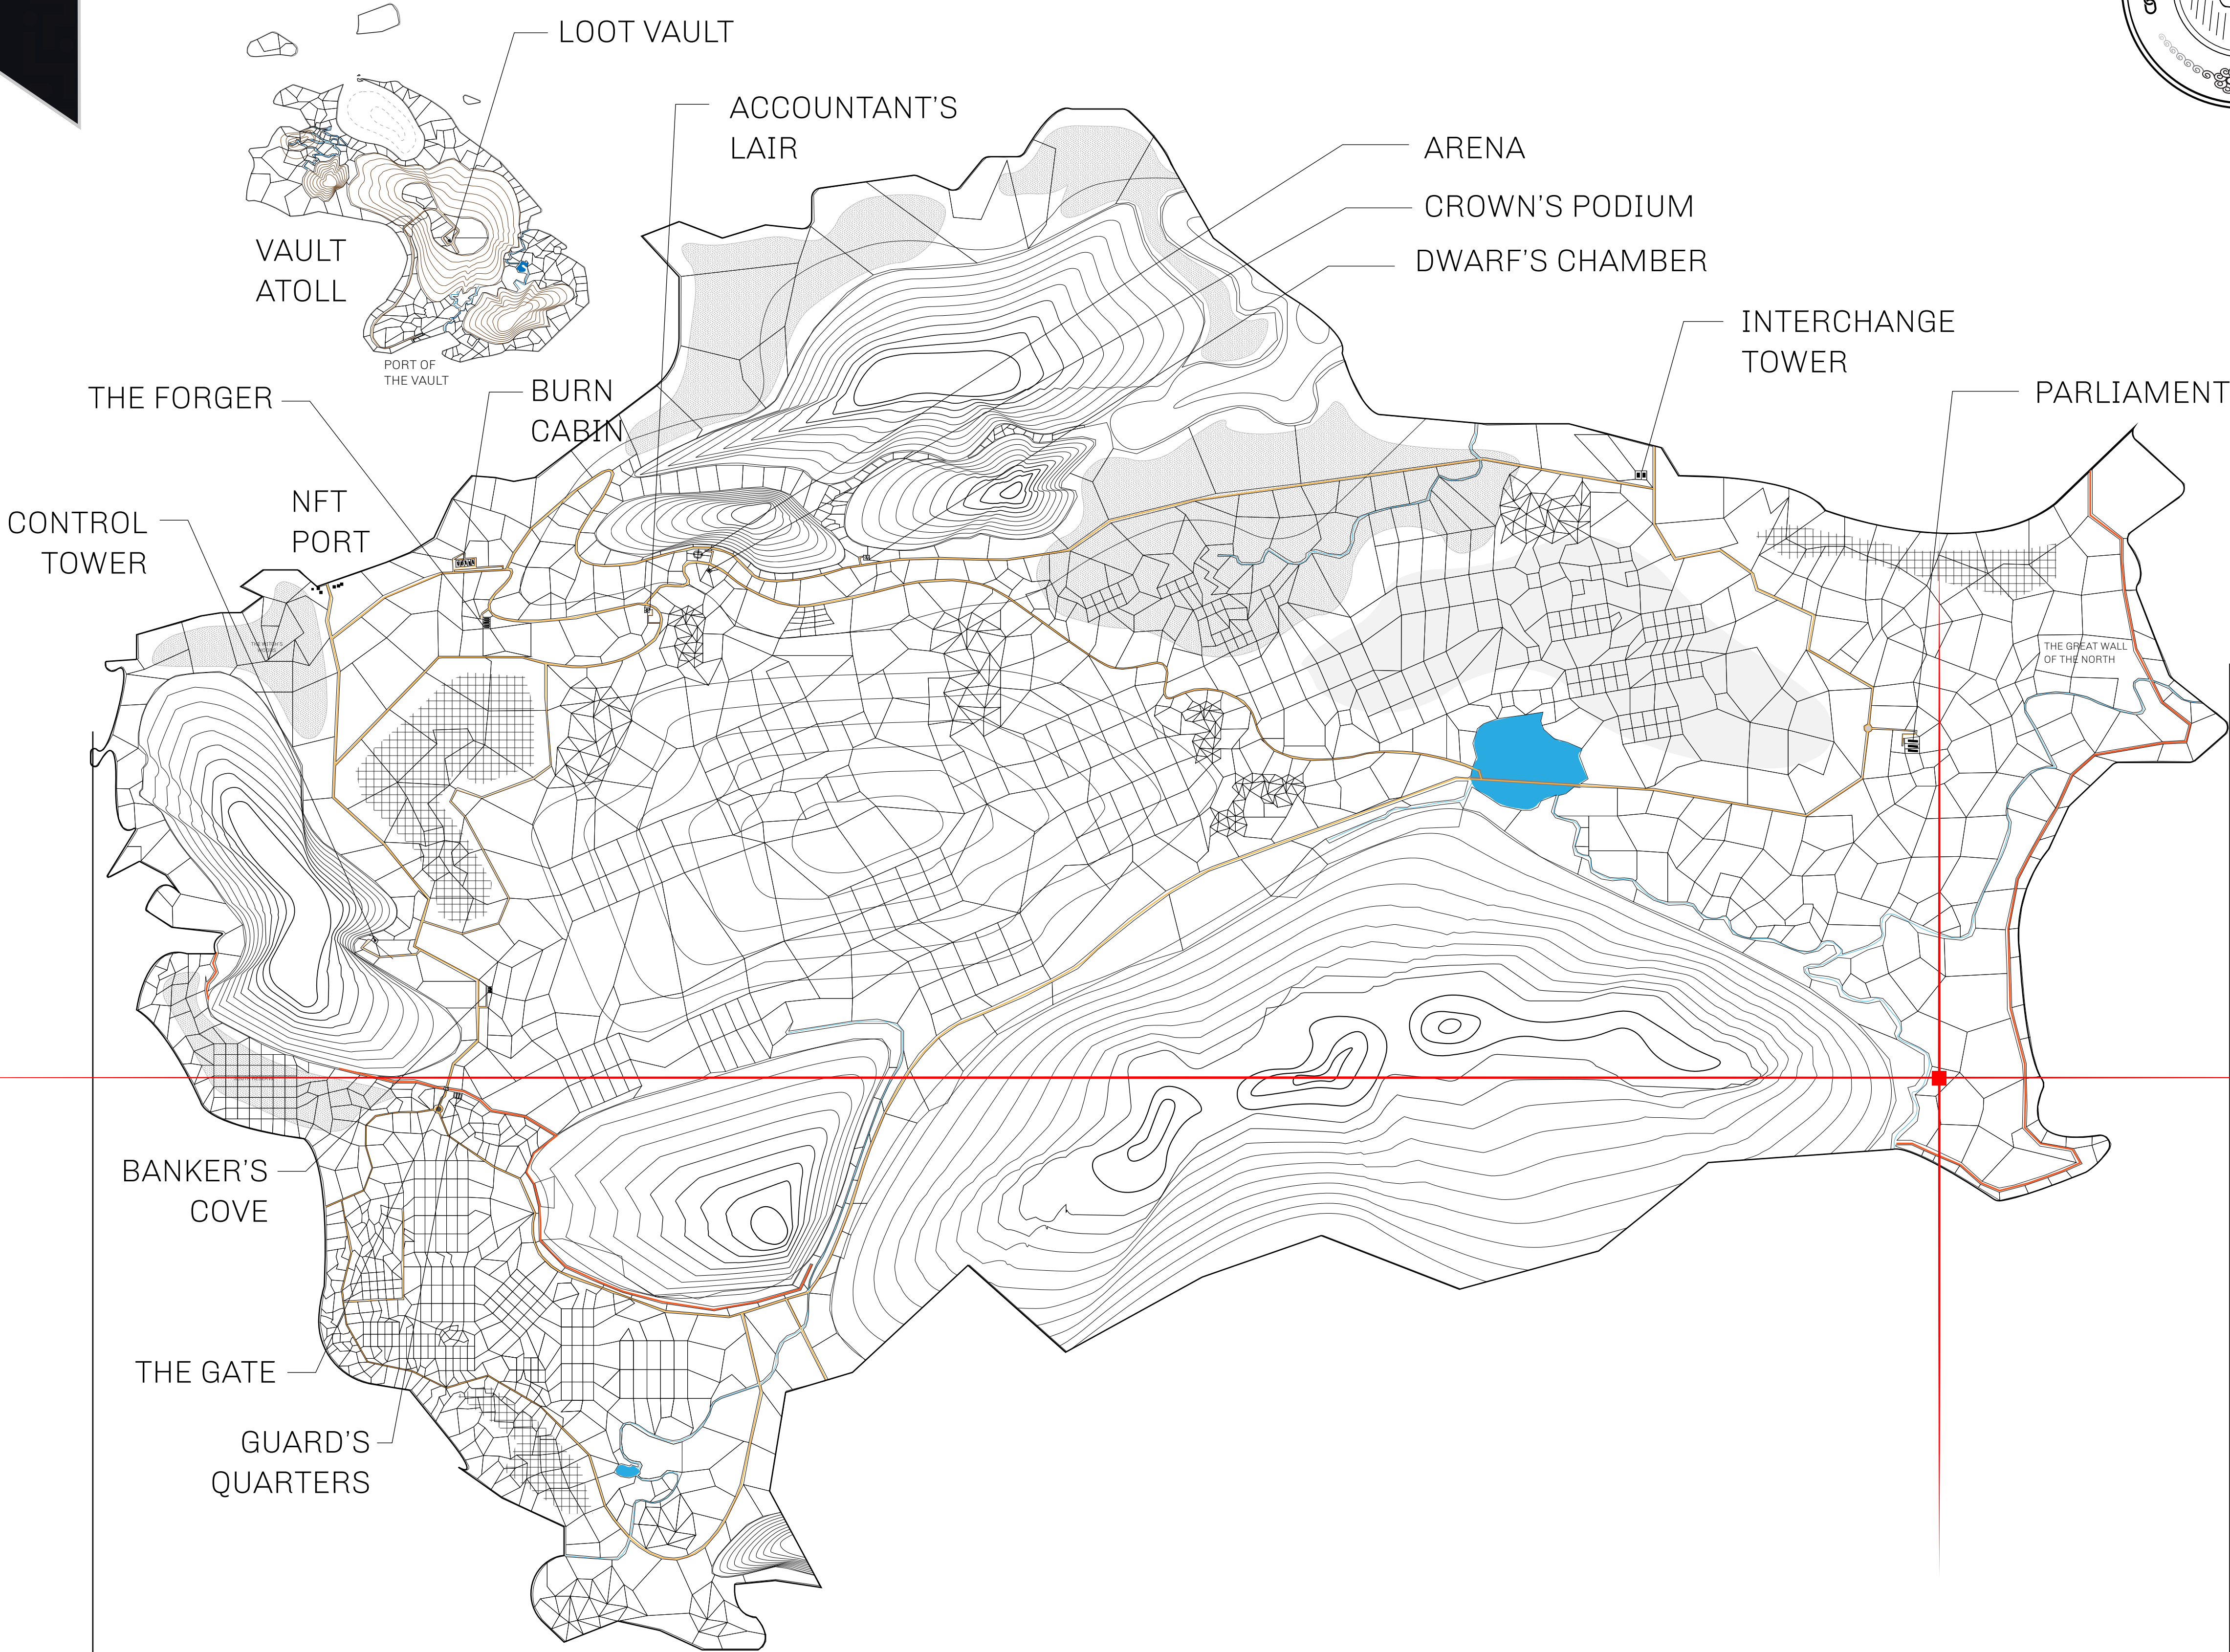 LOOT VAULT
ACCOUNTANT'S
LAIR
ARENA
CROWN'S PODIUM
DWARF'S CHAMBER
VAULT
ATOLL
INTERCHANGE
TOWER
PORT OF
THE VAULT
THE FORGER
BURN
CABIN
PARLIAMENT
NFT
PORT
CONTROL
TOWER
THE GREAT WALL
OF THE NORTH
BANKER'S
COVE
THE GATE
GUARD'S
QUARTERS